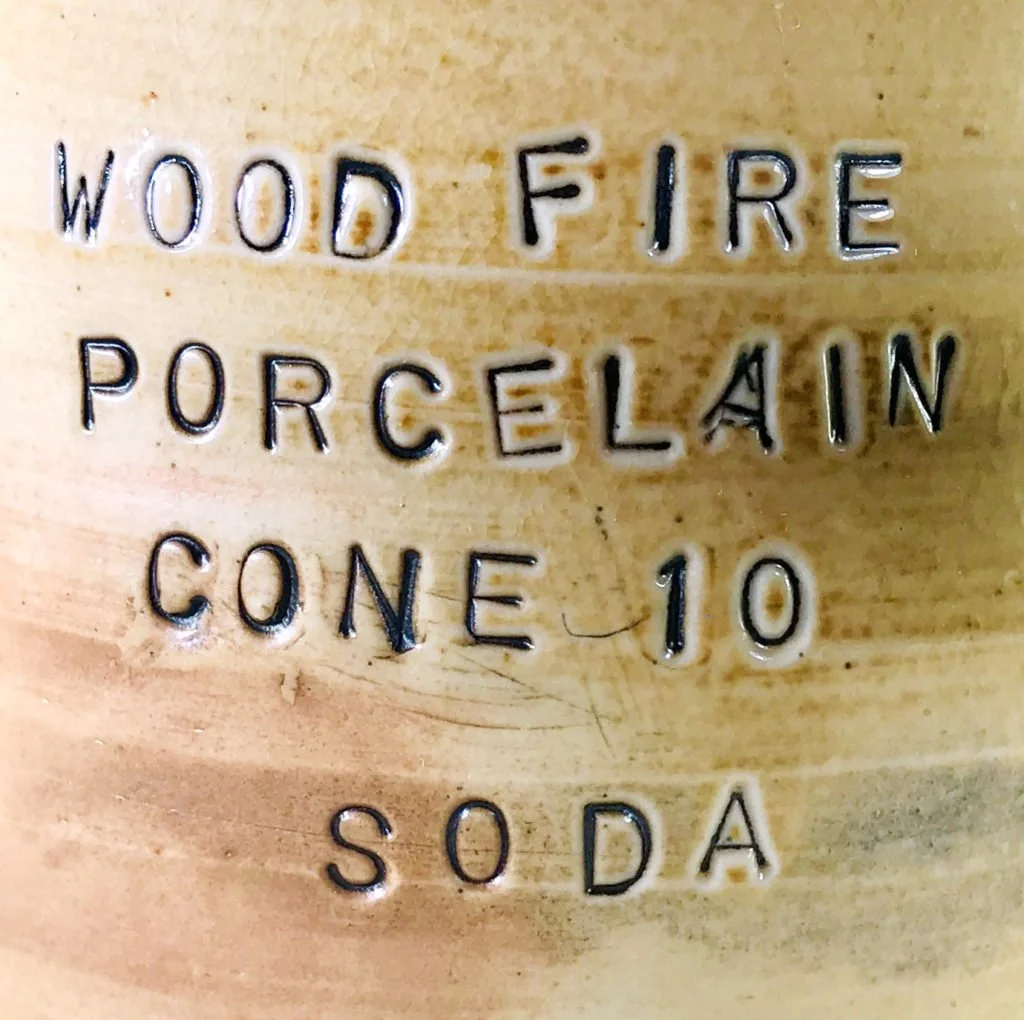 WOOD FIRE
PORCELAIN
CONE 10
SODA